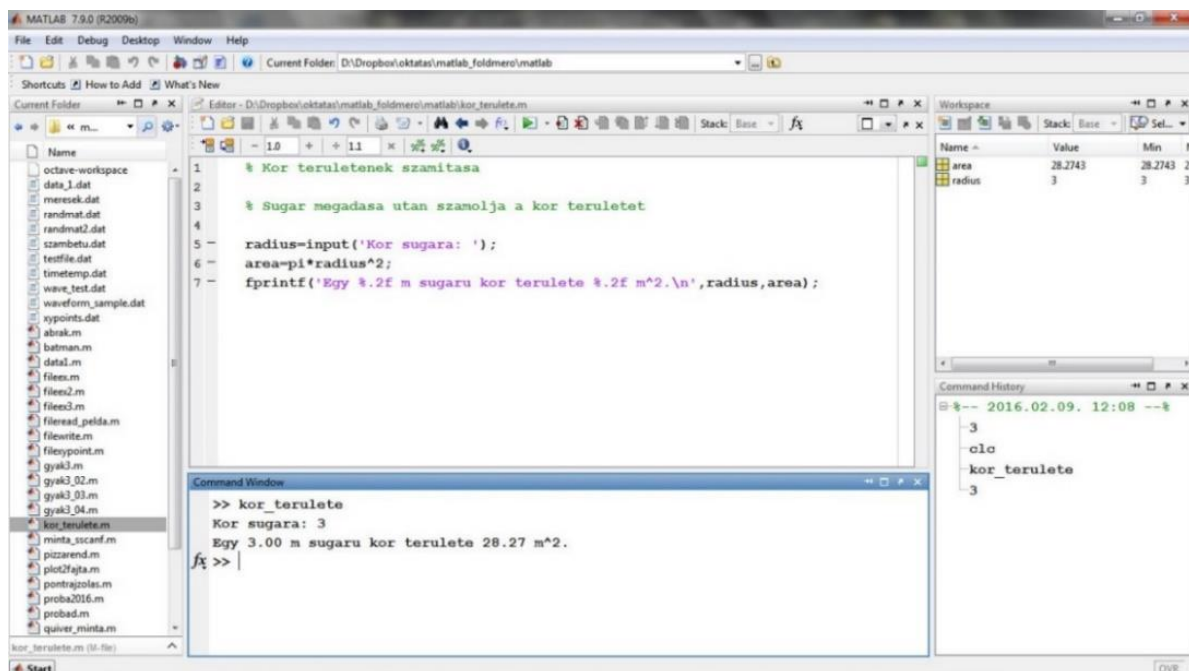 MATLAB 7.9.0 (R2009b)
File Edit Debug Desktop Window Help
Current Folder: D:\Dropbox\oktatas\matlab_foldmero\matlab
Shortcuts How to Add What's New
Current Folder
« m...
Name
octave-workspace
data_1.dat
meresek.dat
randmat.dat
randmat2.dat
szambetu.dat
testfile.dat
timetemp.dat
wave_test.dat
waveform_sample.dat
xypoints.dat
abrak.m
batman.m
data1.m
fileex.m
fileex2.m
fileex3.m
fileread_pelda.m
filewrite.m
filexypoint.m
gyak3.m
gyak3_02.m
gyak3_03.m
gyak3_04.m
kor_terulete.m
minta_sscanf.m
pizzarend.m
plot2fajta.m
pontrajzolas.m
proba2016.m
probad.m
quiver_minta.m
kor_terulete.m (M-file)
Start
Editor - D:\Dropbox\oktatas\matlab_foldmero\matlab\kor_terulete.m
Stack: Base fx
- 1.0 + ÷ 1.1 ×
1 % Kor teruletenek szamitasa
2
3 % Sugar megadasa utan szamolja a kor teruletet
4
5 - radius=input('Kor sugara: ');
6 - area=pi*radius^2;
7 - fprintf('Egy %.2f m sugaru kor terulete %.2f m^2.\n',radius,area);
Command Window
>> kor_terulete
Kor sugara: 3
Egy 3.00 m sugaru kor terulete 28.27 m^2.
fx >>
Workspace
Stack: Base Sel...
Name Value Min
area 28.2743 28.2743 2
radius 3 3 3
Command History
%-- 2016.02.09. 12:08 --%
3
clc
kor_terulete
3
OVR